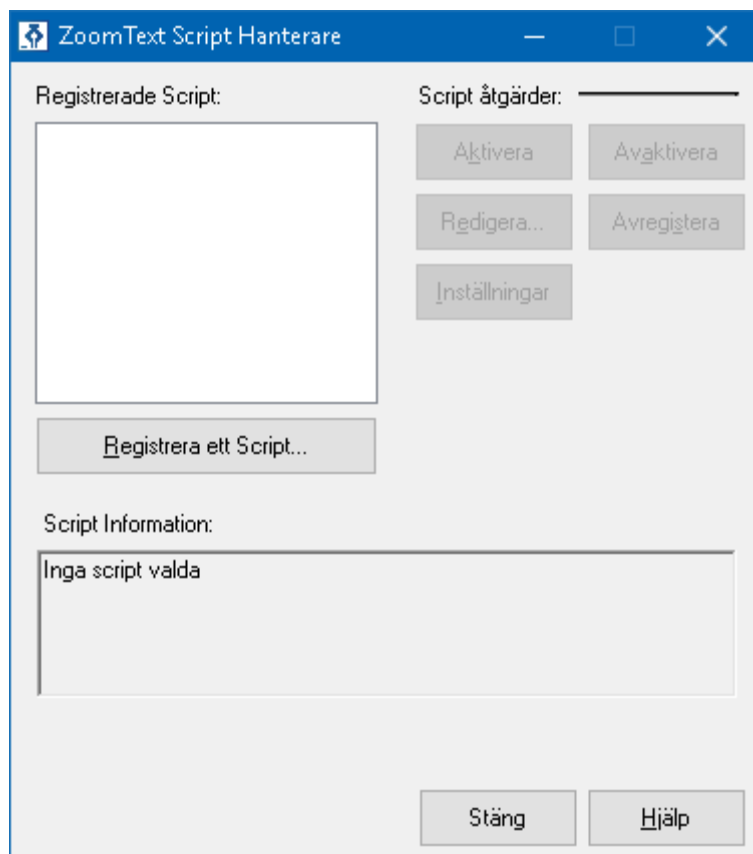 ZoomText Script Hanterare
Registrerade Script:
Script åtgärder:
Aktivera
Avaktivera
Redigera...
Avregistera
Inställningar
Registrera ett Script...
Script Information:
Inga script valda
Stäng
Hjälp